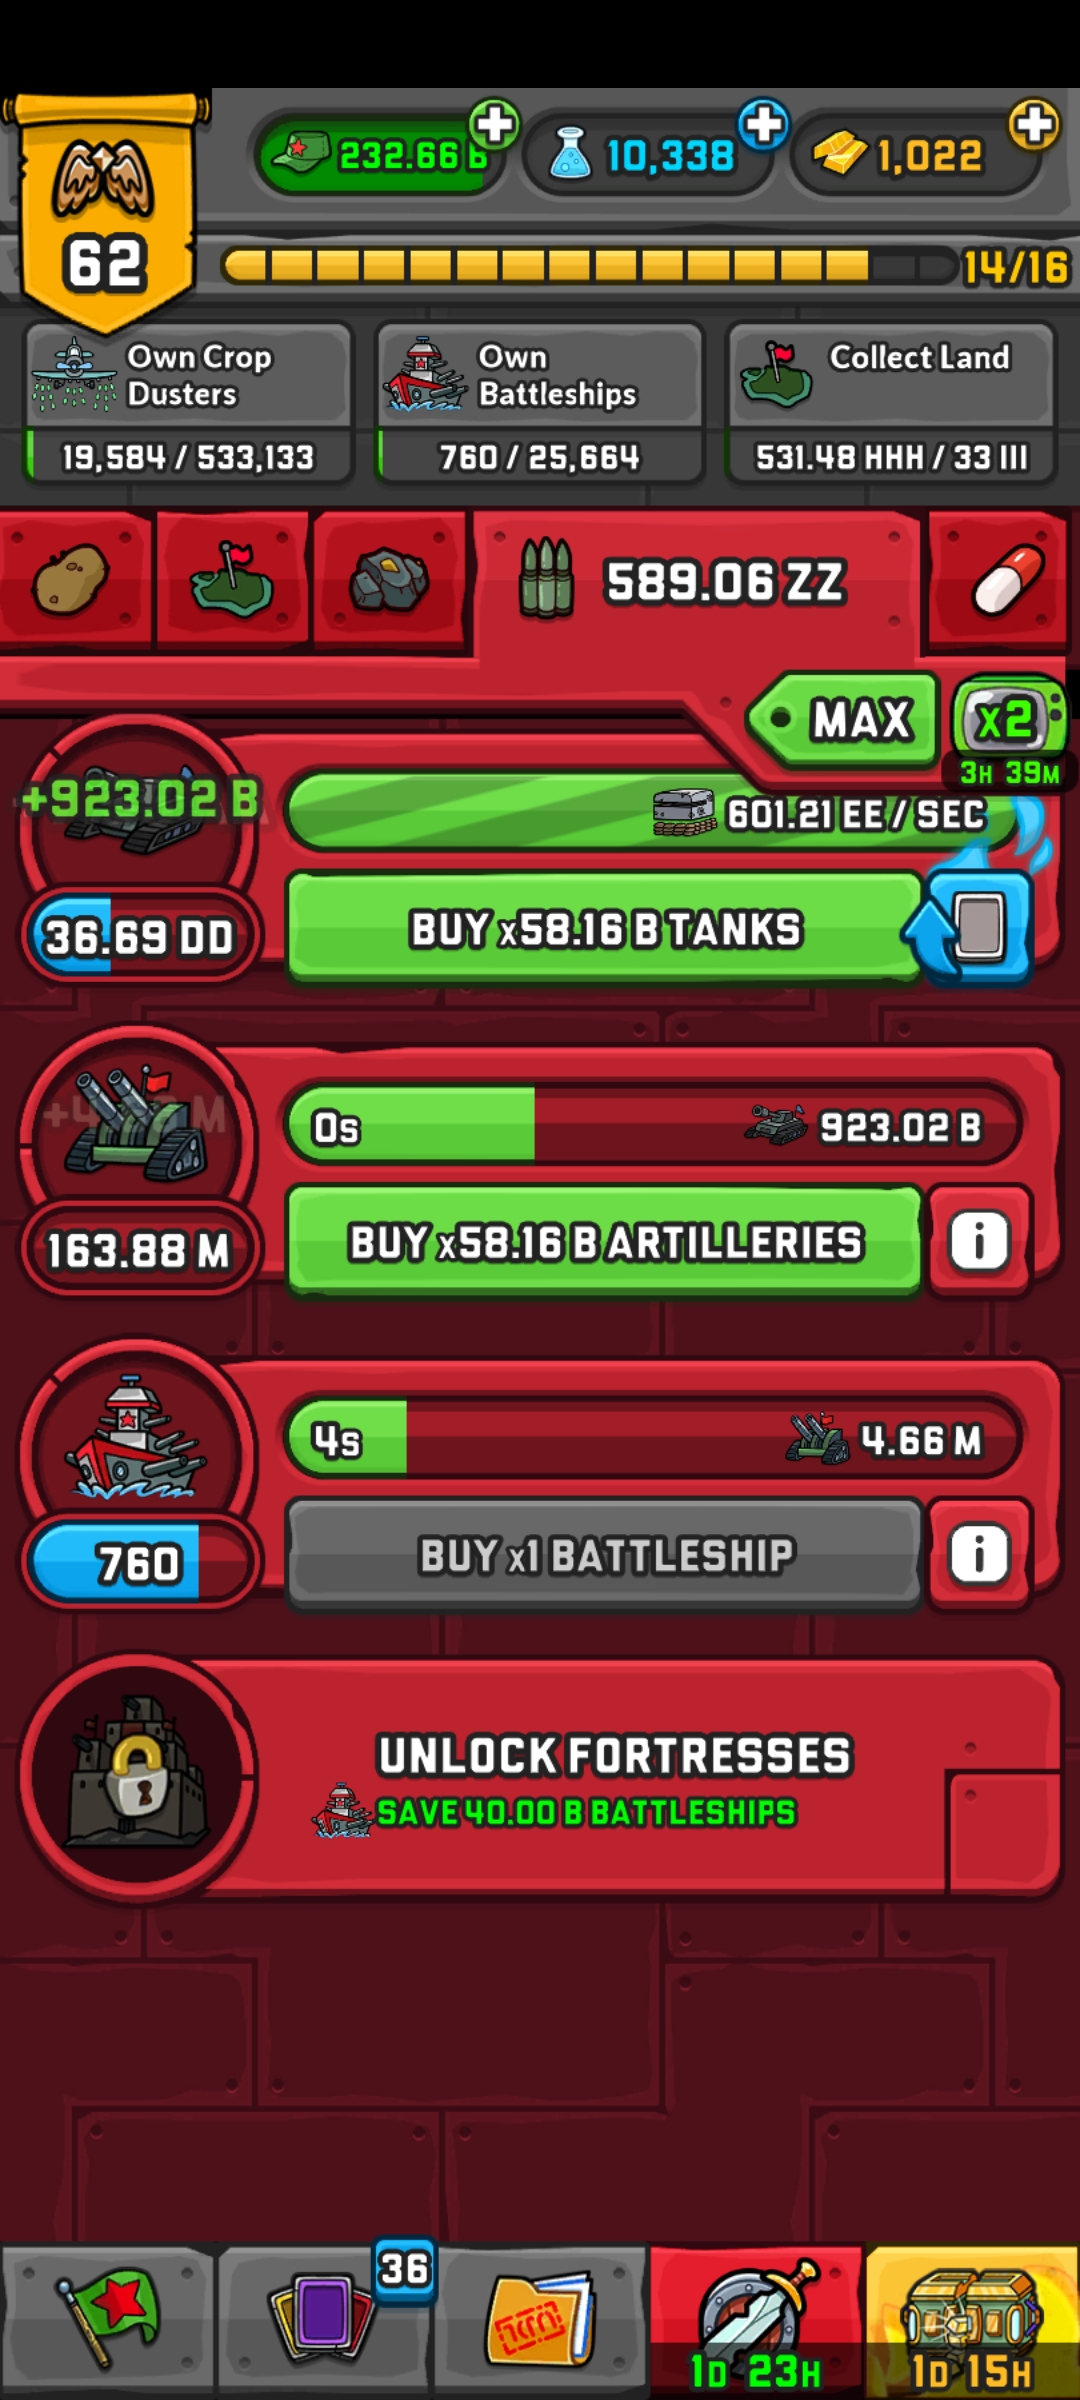 62
232.66 B
10,338
1,022
14/16
Own Crop
Dusters
19,584 / 533,133
Own
Battleships
760 / 25,664
Collect Land
531.48 HHH / 33 III
589.06 ZZ
MAX
x2
3H 39M
+923.02 B
601.21 EE / SEC
36.69 DD
BUY x58.16 B TANKS
0s
923.02 B
163.88 M
BUY x58.16 B ARTILLERIES
i
4s
4.66 M
760
BUY x1 BATTLESHIP
i
UNLOCK FORTRESSES
SAVE 40.00 B BATTLESHIPS
36
1D 23H
1D 15H